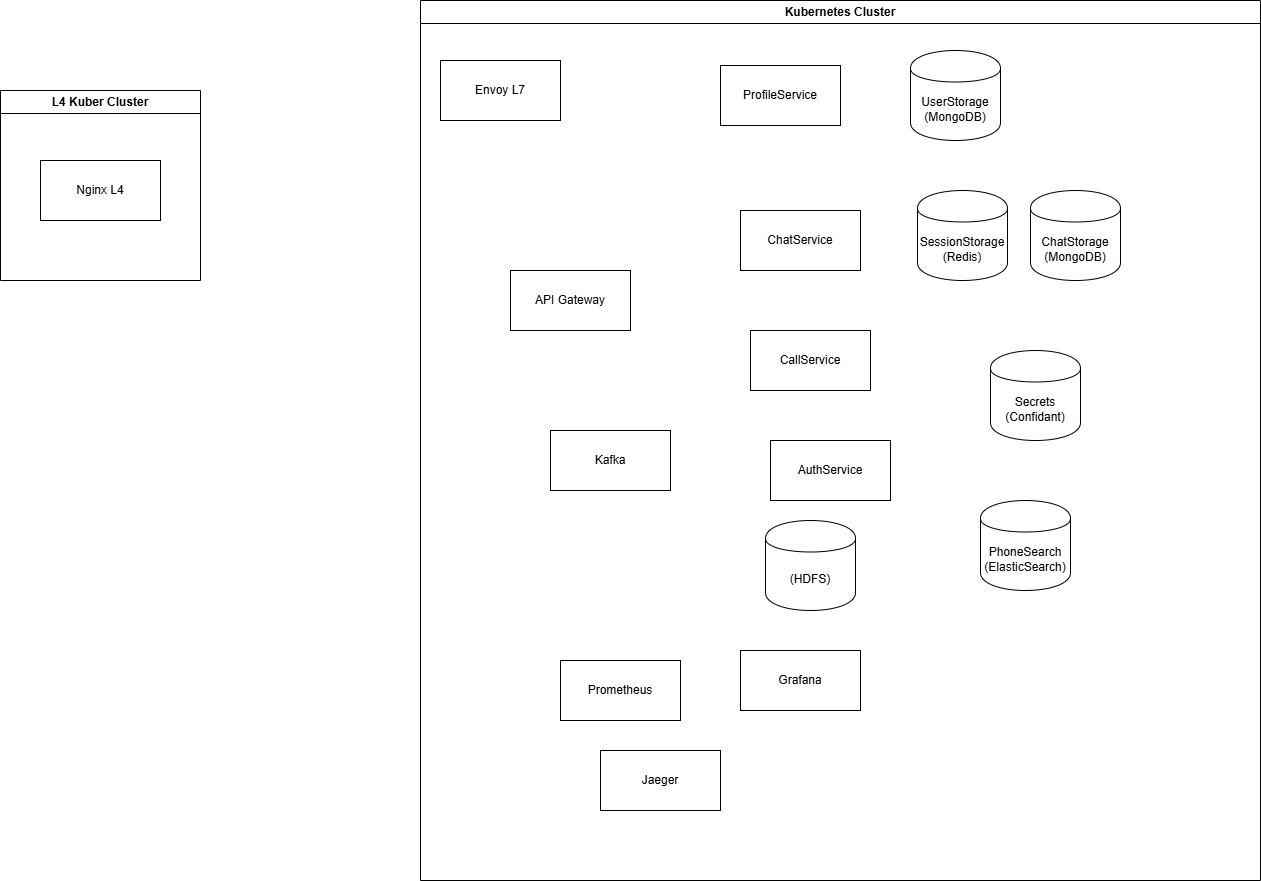 Kubernetes Cluster
L4 Kuber Cluster
Nginx L4
Envoy L7
ProfileService
UserStorage
(MongoDB)
ChatService
SessionStorage
(Redis)
ChatStorage
(MongoDB)
API Gateway
CallService
Secrets
(Confidant)
Kafka
AuthService
(HDFS)
PhoneSearch
(ElasticSearch)
Prometheus
Grafana
Jaeger